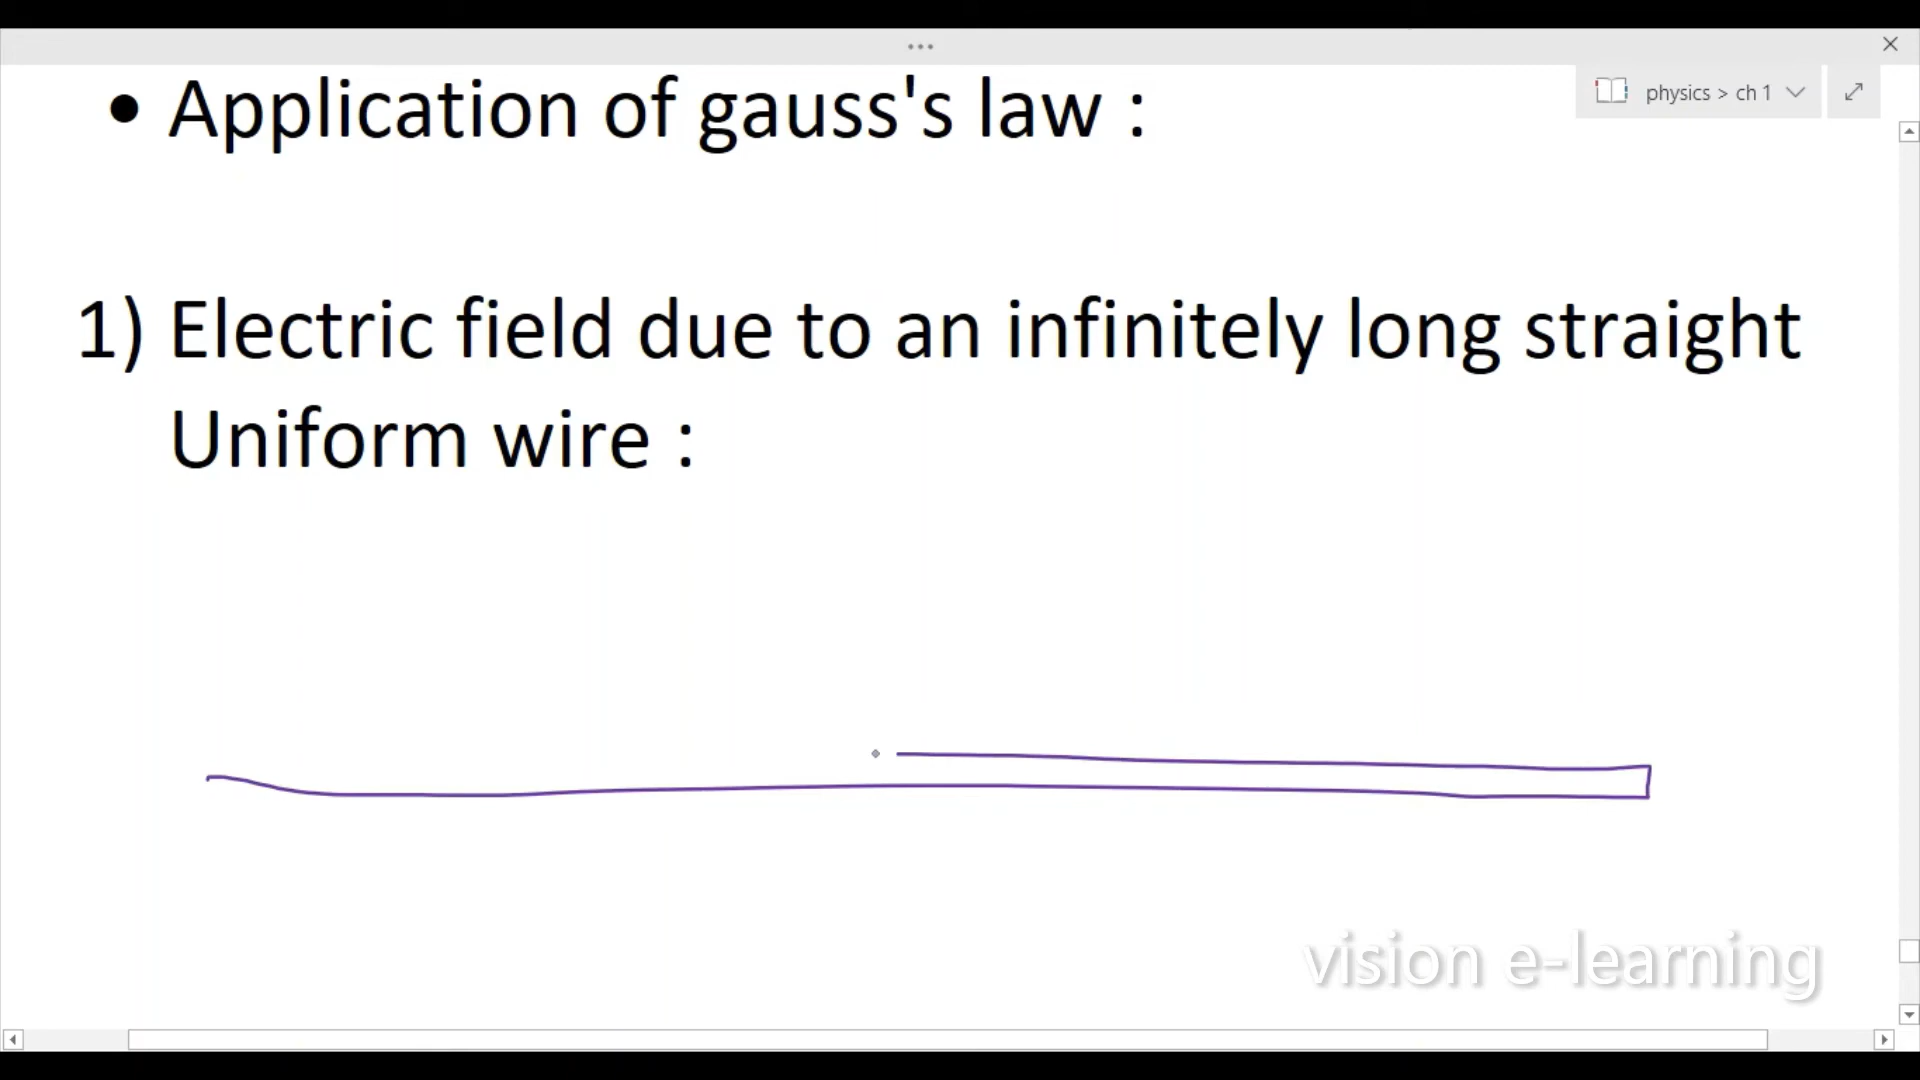 • Application of gauss's law :
physics > ch 1
1) Electric field due to an infinitely long straight
Uniform wire :
vision e-learning